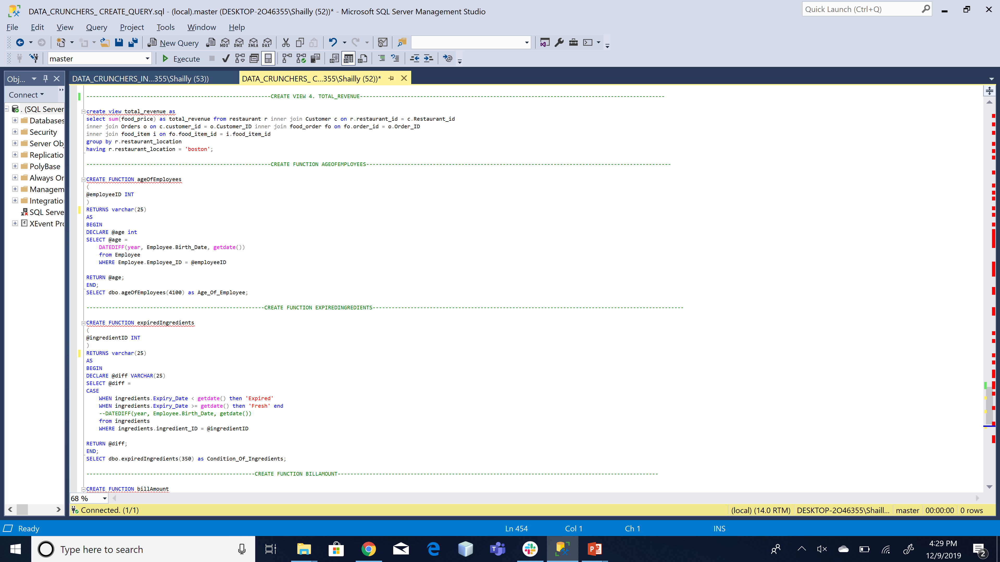 DATA_CRUNCHERS_ CREATE_QUERY.sql - (local).master (DESKTOP-2O46355\Shailly (52))* - Microsoft SQL Server Management Studio
Quick Launch (Ctrl+Q)
File Edit View Query Project Tools Window Help
New Query MDX DMX XMLA DAX
master Execute
Obj... DATA_CRUNCHERS_IN...355\Shailly (53)) DATA_CRUNCHERS_ C...355\Shailly (52))*
Connect
. (SQL Server
Databases
Security
Server Ob
Replicatio
PolyBase
Always Or
Managem
Integratio
SQL Serve
XEvent Pro
----------------------------------------------------------CREATE VIEW 4. TOTAL_REVENUE------------------------------------------------------------------------------------------------
create view total_revenue as
select sum(food_price) as total_revenue from restaurant r inner join Customer c on r.restaurant_id = c.Restaurant_id
inner join Orders o on c.customer_id = o.Customer_ID inner join food_order fo on fo.order_id = o.Order_ID
inner join food_item i on fo.food_item_id = i.food_item_id
group by r.restaurant_location
having r.restaurant_location = 'boston';
----------------------------------------------------------CREATE FUNCTION AGEOFEMPLOYEES------------------------------------------------------------------------------------------------
CREATE FUNCTION ageOfEmployees
(
@employeeID INT
)
RETURNS varchar(25)
AS
BEGIN
DECLARE @age int
SELECT @age =
DATEDIFF(year, Employee.Birth_Date, getdate())
from Employee
WHERE Employee.Employee_ID = @employeeID
RETURN @age;
END;
SELECT dbo.ageOfEmployees(4100) as Age_Of_Employee;
--------------------------------------------------------CREATE FUNCTION EXPIREDINGREDIENTS--------------------------------------------------------------------------------------------------
CREATE FUNCTION expiredIngredients
(
@ingredientID INT
)
RETURNS varchar(25)
AS
BEGIN
DECLARE @diff VARCHAR(25)
SELECT @diff =
CASE
WHEN ingredients.Expiry_Date < getdate() then 'Expired'
WHEN ingredients.Expiry_Date >= getdate() then 'Fresh' end
--DATEDIFF(year, Employee.Birth_Date, getdate())
from ingredients
WHERE ingredients.ingredient_ID = @ingredientID
RETURN @diff;
END;
SELECT dbo.expiredIngredients(350) as Condition_Of_Ingredients;
-----------------------------------------------------CREATE FUNCTION BILLAMOUNT-----------------------------------------------------------------------------------------------------
CREATE FUNCTION billAmount
68 %
Connected. (1/1) (local) (14.0 RTM) DESKTOP-2O46355\Shaill... master 00:00:00 0 rows
Ready Ln 454 Col 1 Ch 1 INS
Type here to search
4:29 PM
12/9/2019
2